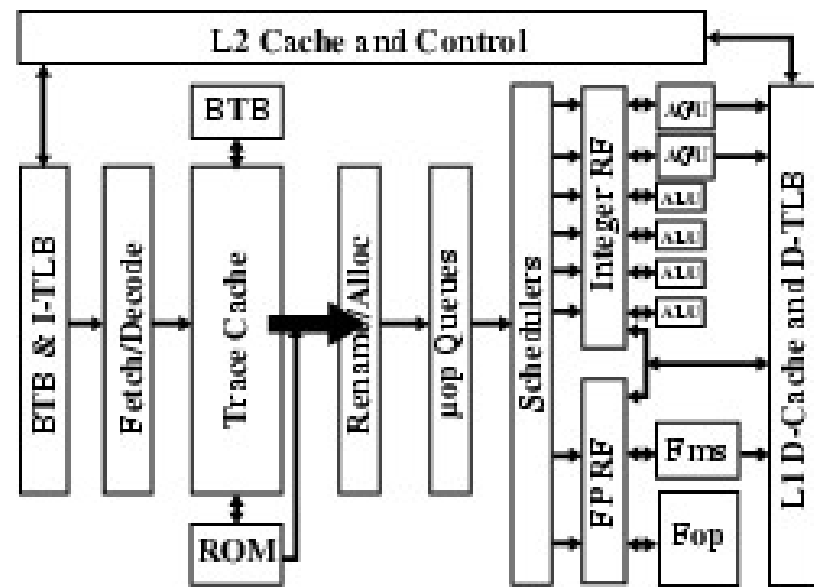 L2 Cache and Control
BTB
BTB & I-TLB
Fetch/Decode
Trace Cache
ROM
Rename/Alloc
µop Queues
Schedulers
Integer RF
FP RF
AGU
AGU
ALU
ALU
ALU
ALU
Fms
Fop
L1 D-Cache and D-TLB